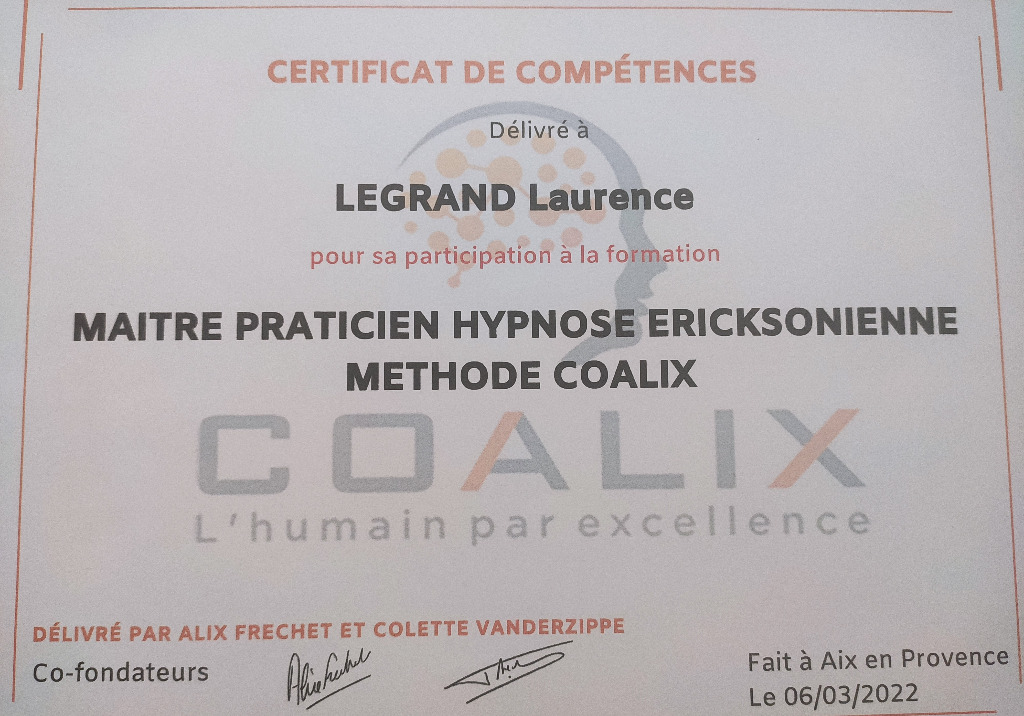 CERTIFICAT DE COMPÉTENCES
Délivré à
LEGRAND Laurence
pour sa participation à la formation
MAITRE PRATICIEN HYPNOSE ERICKSONIENNE
METHODE COALIX
COALIX
L'humain par excellence
DÉLIVRÉ PAR ALIX FRECHET ET COLETTE VANDERZIPPE
Co-fondateurs
Fait à Aix en Provence
Le 06/03/2022